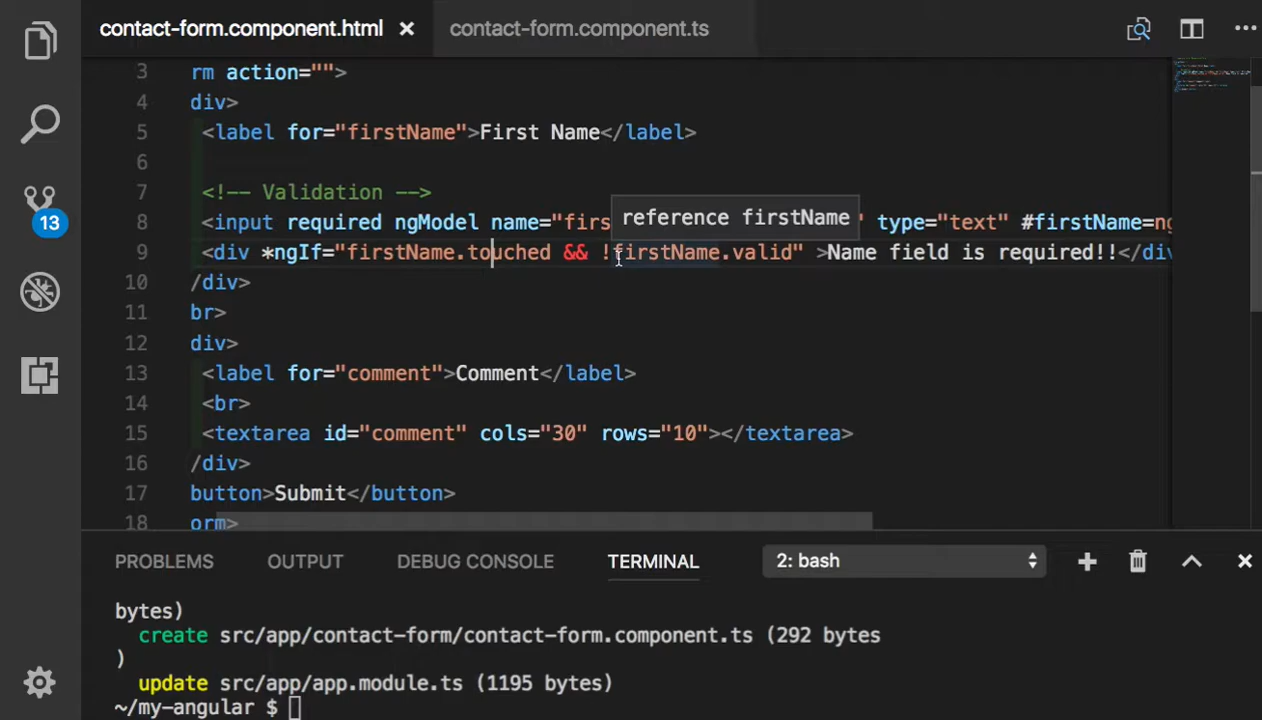 contact-form.component.html
contact-form.component.ts
3 rm action="">
4 div>
5 <label for="firstName">First Name</label>
6
7 <!-- Validation -->
reference firstName
8 <input required ngModel name="firs " type="text" #firstName=ng
9 <div *ngIf="firstName.touched && !firstName.valid" >Name field is required!!</div
10 /div>
11 br>
12 div>
13 <label for="comment">Comment</label>
14 <br>
15 <textarea id="comment" cols="30" rows="10"></textarea>
16 /div>
17 button>Submit</button>
18 orm>
13
PROBLEMS OUTPUT DEBUG CONSOLE TERMINAL 2: bash
bytes)
create src/app/contact-form/contact-form.component.ts (292 bytes
)
update src/app/app.module.ts (1195 bytes)
~/my-angular $